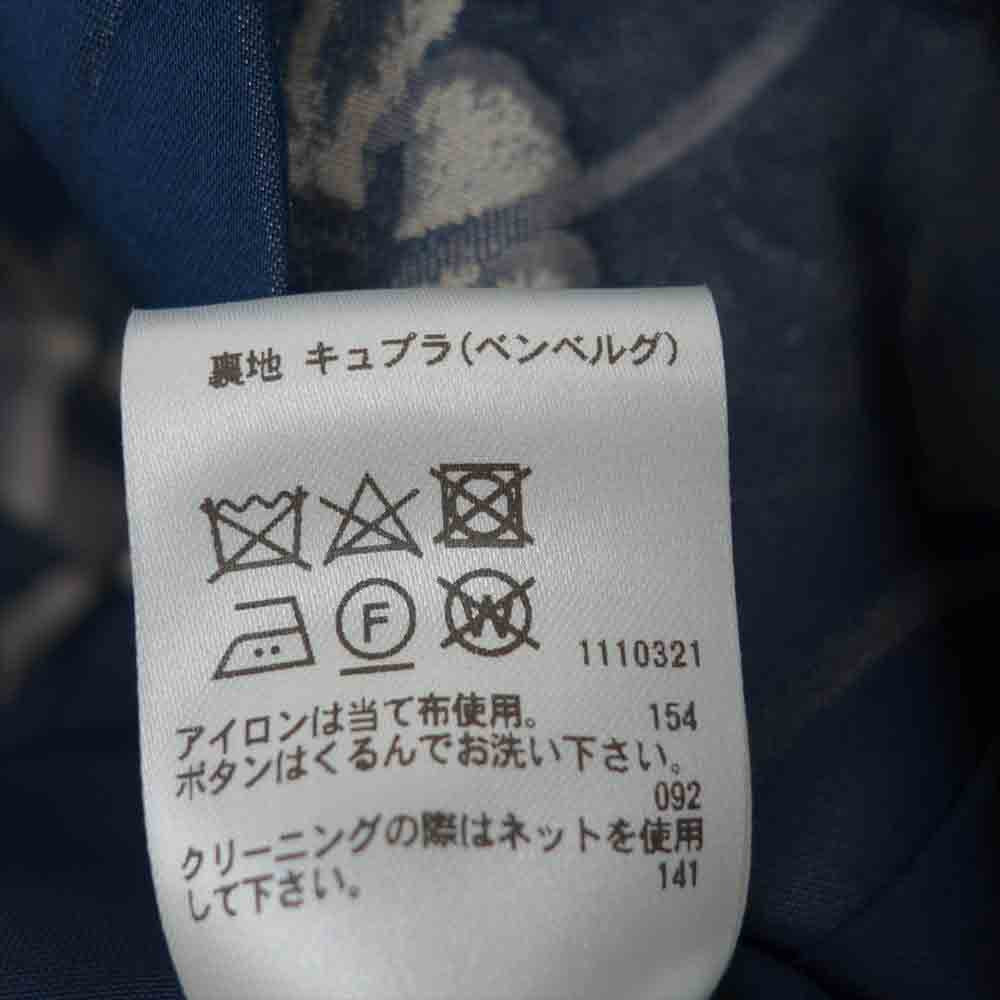 裏地 キュプラ(ベンベルグ)
F W
1110321
アイロンは当て布使用。 154
ボタンはくるんでお洗い下さい。
092
クリーニングの際はネットを使用
して下さい。 141